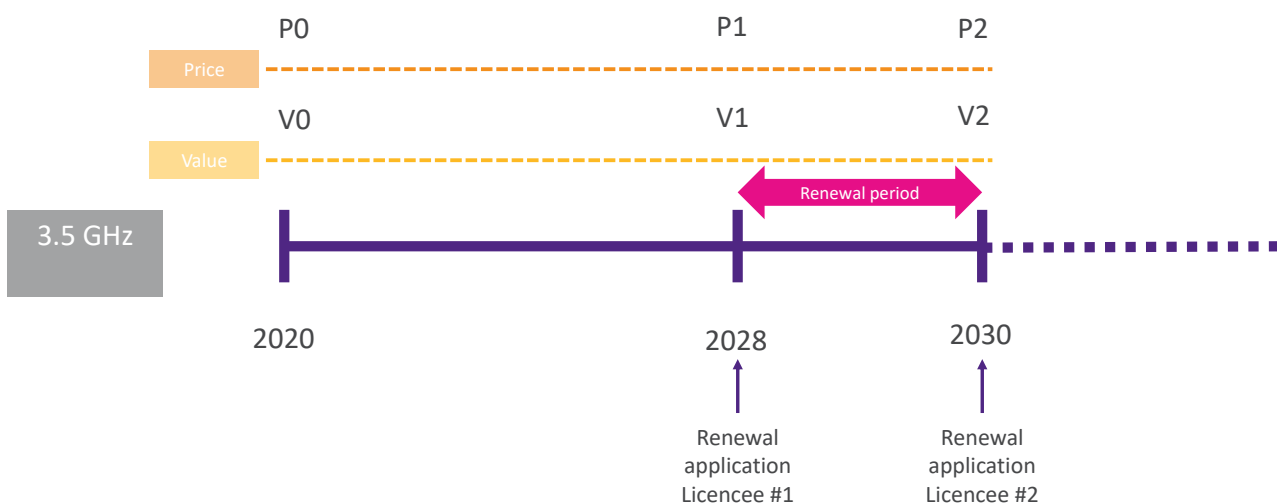 P0
P1
P2
Price
V0
V1
V2
Value
Renewal period
3.5 GHz
2020
2028
2030
Renewal
application
Licencee #1
Renewal
application
Licencee #2